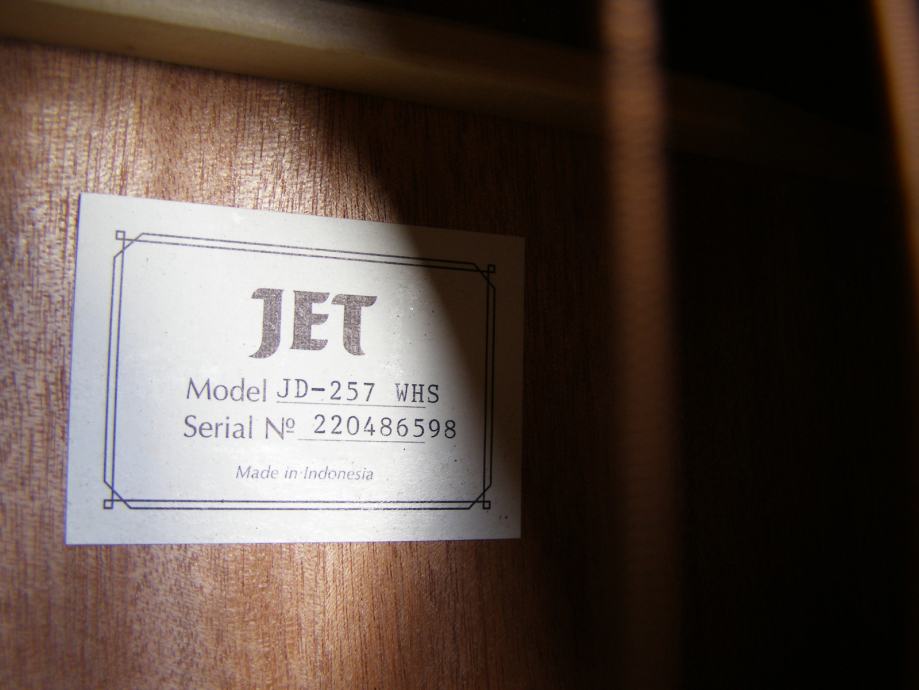 JET
Model JD-257 WHS
Serial Nº 220486598
Made in Indonesia